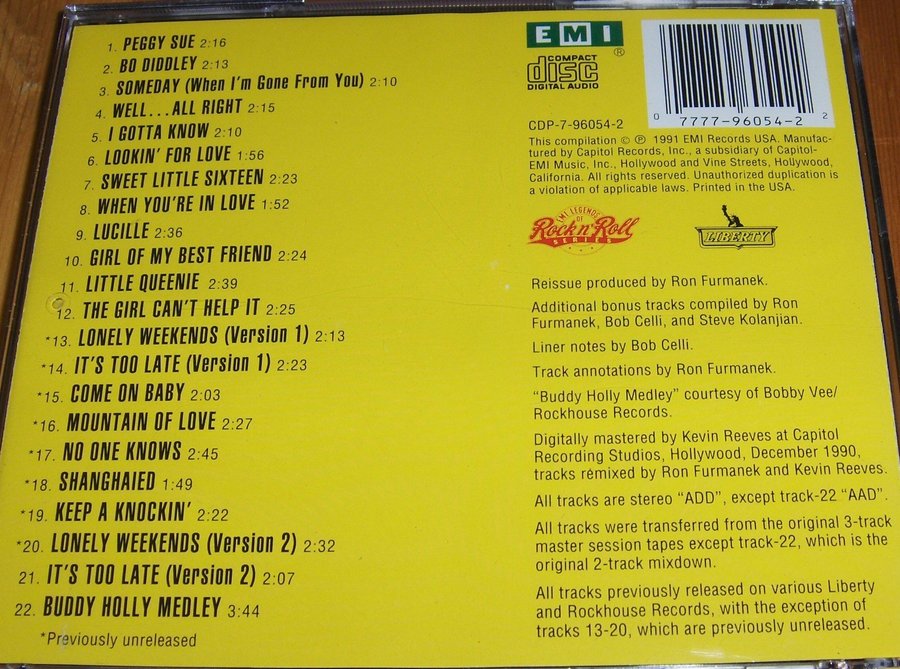 1. PEGGY SUE 2:16
2. BO DIDDLEY 2:13
3. SOMEDAY (When I'm Gone From You) 2:10
4. WELL...ALL RIGHT 2:15
5. I GOTTA KNOW 2:10
6. LOOKIN' FOR LOVE 1:56
7. SWEET LITTLE SIXTEEN 2:23
8. WHEN YOU'RE IN LOVE 1:52
9. LUCILLE 2:36
10. GIRL OF MY BEST FRIEND 2:24
11. LITTLE QUEENIE 2:39
12. THE GIRL CAN'T HELP IT 2:25
*13. LONELY WEEKENDS (Version 1) 2:13
*14. IT'S TOO LATE (Version 1) 2:23
*15. COME ON BABY 2:03
*16. MOUNTAIN OF LOVE 2:27
*17. NO ONE KNOWS 2:45
*18. SHANGHAIED 1:49
*19. KEEP A KNOCKIN' 2:22
*20. LONELY WEEKENDS (Version 2) 2:32
21. IT'S TOO LATE (Version 2) 2:07
22. BUDDY HOLLY MEDLEY 3:44
*Previously unreleased
EMI ®
COMPACT
disc
DIGITAL AUDIO
0 7777-96054-2 2
CDP-7-96054-2
This compilation © ℗ 1991 EMI Records USA. Manufac-
tured by Capitol Records, Inc., a subsidiary of Capitol-
EMI Music, Inc., Hollywood and Vine Streets, Hollywood,
California. All rights reserved. Unauthorized duplication is
a violation of applicable laws. Printed in the USA.
EMI LEGENDS
OF
Rock n' Roll
SERIES
LIBERTY
Reissue produced by Ron Furmanek.
Additional bonus tracks compiled by Ron
Furmanek, Bob Celli, and Steve Kolanjian.
Liner notes by Bob Celli.
Track annotations by Ron Furmanek.
"Buddy Holly Medley" courtesy of Bobby Vee/
Rockhouse Records.
Digitally mastered by Kevin Reeves at Capitol
Recording Studios, Hollywood, December 1990,
tracks remixed by Ron Furmanek and Kevin Reeves.
All tracks are stereo "ADD", except track-22 "AAD".
All tracks were transferred from the original 3-track
master session tapes except track-22, which is the
original 2-track mixdown.
All tracks previously released on various Liberty
and Rockhouse Records, with the exception of
tracks 13-20, which are previously unreleased.